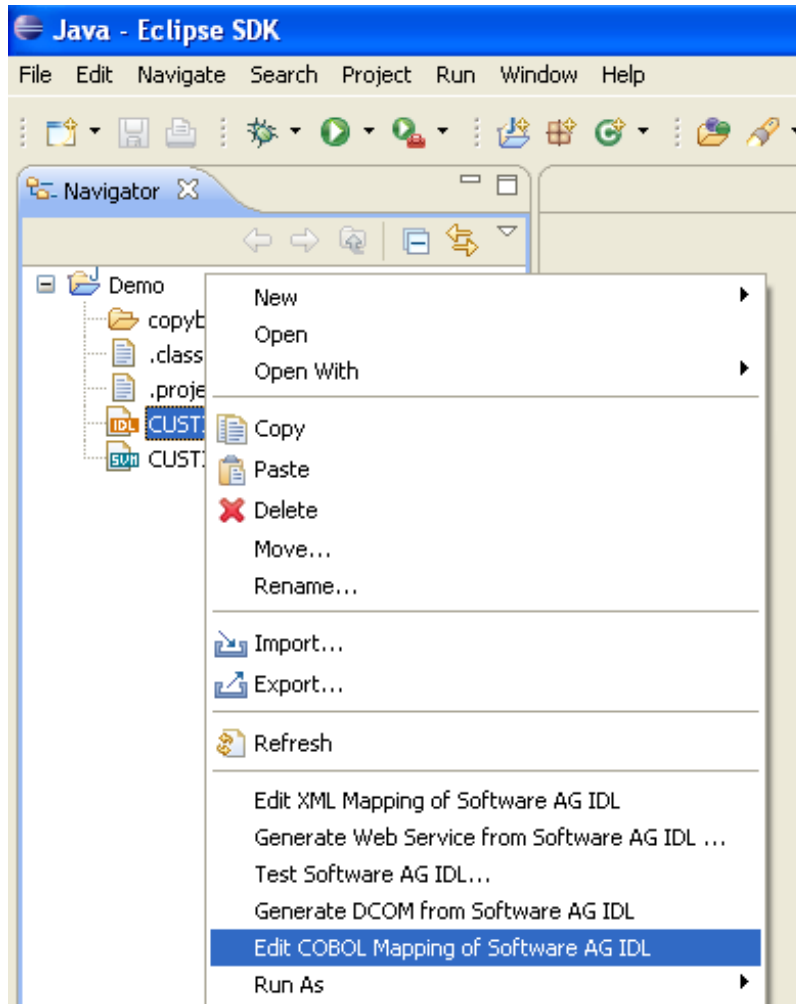 Java - Eclipse SDK
File Edit Navigate Search Project Run Window Help
Navigator
Demo
copyb
.class
.proje
IDL CUST
SVM CUST
New
Open
Open With
Copy
Paste
Delete
Move...
Rename...
Import...
Export...
Refresh
Edit XML Mapping of Software AG IDL
Generate Web Service from Software AG IDL ...
Test Software AG IDL...
Generate DCOM from Software AG IDL
Edit COBOL Mapping of Software AG IDL
Run As